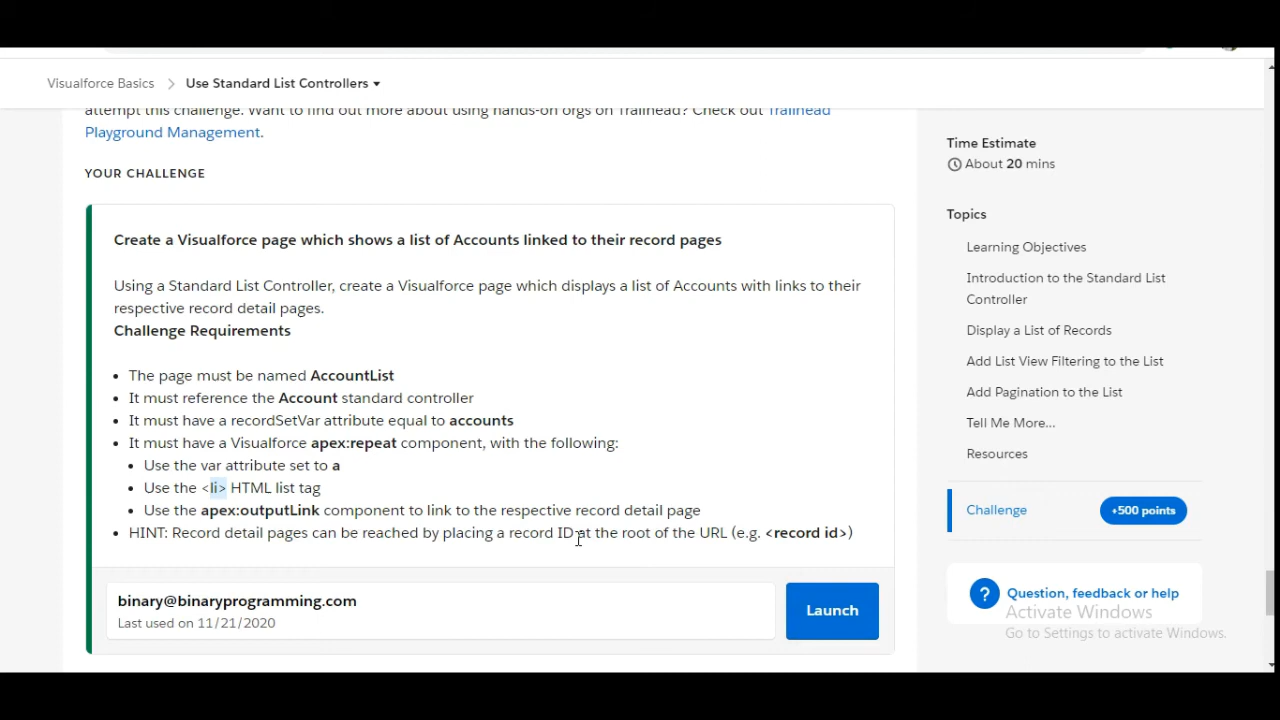 Visualforce Basics > Use Standard List Controllers
attempt this challenge. Want to find out more about using hands-on orgs on Trailhead? Check out Trailhead
Playground Management.
YOUR CHALLENGE
Create a Visualforce page which shows a list of Accounts linked to their record pages
Using a Standard List Controller, create a Visualforce page which displays a list of Accounts with links to their
respective record detail pages.
Challenge Requirements
• The page must be named AccountList
• It must reference the Account standard controller
• It must have a recordSetVar attribute equal to accounts
• It must have a Visualforce apex:repeat component, with the following:
• Use the var attribute set to a
• Use the <li> HTML list tag
• Use the apex:outputLink component to link to the respective record detail page
• HINT: Record detail pages can be reached by placing a record ID at the root of the URL (e.g. <record id>)
binary@binaryprogramming.com
Last used on 11/21/2020
Launch
Time Estimate
About 20 mins
Topics
Learning Objectives
Introduction to the Standard List
Controller
Display a List of Records
Add List View Filtering to the List
Add Pagination to the List
Tell Me More...
Resources
Challenge
+500 points
? Question, feedback or help
Activate Windows
Go to Settings to activate Windows.